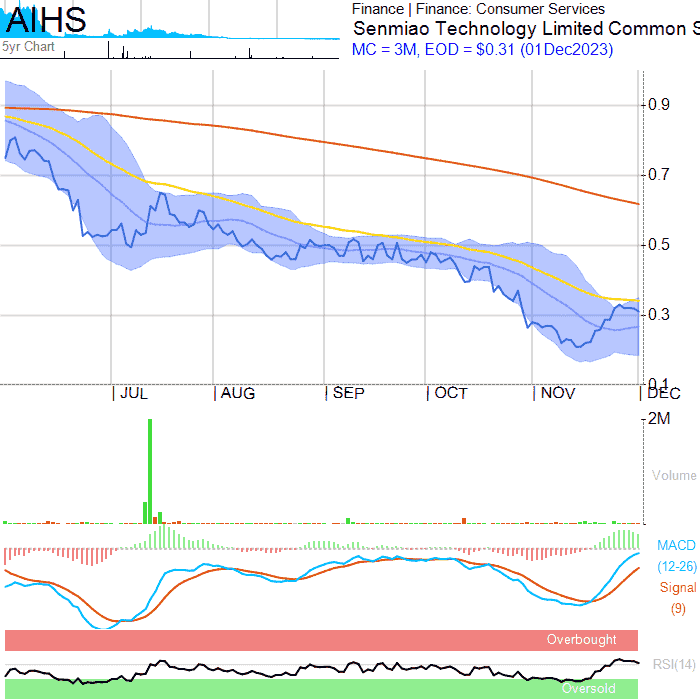 AIHS
5yr Chart
Finance | Finance: Consumer Services
Senmiao Technology Limited Common S
MC = 3M, EOD = $0.31 (01Dec2023)
0.9
0.7
0.5
0.3
0.1
JUL
AUG
SEP
OCT
NOV
DEC
2M
Volume
MACD
(12-26)
Signal
(9)
Overbought
RSI(14)
Oversold